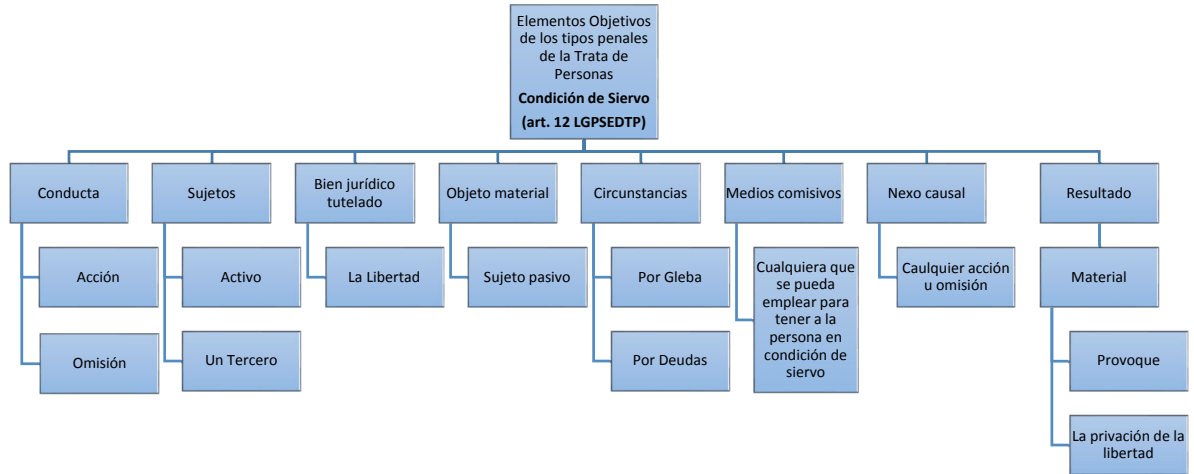 Elementos Objetivos
de los tipos penales
de la Trata de
Personas
Condición de Siervo
(art. 12 LGPSEDTP)
Conducta
Sujetos
Bien jurídico
tutelado
Objeto material
Circunstancias
Medios comisivos
Nexo causal
Resultado
Acción
Activo
La Libertad
Sujeto pasivo
Por Gleba
Cualquiera que
se pueda
emplear para
tener a la
persona en
condición de
siervo
Caulquier acción
u omisión
Material
Omisión
Un Tercero
Por Deudas
Provoque
La privación de la
libertad